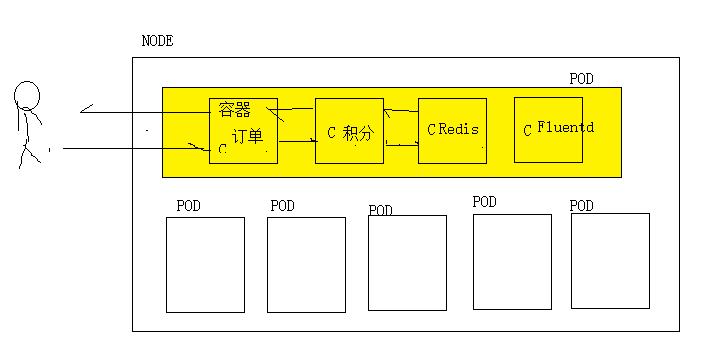 NODE
POD
容器
订单
C
C 积分
C Redis
C Fluentd
POD
POD
POD
POD
POD